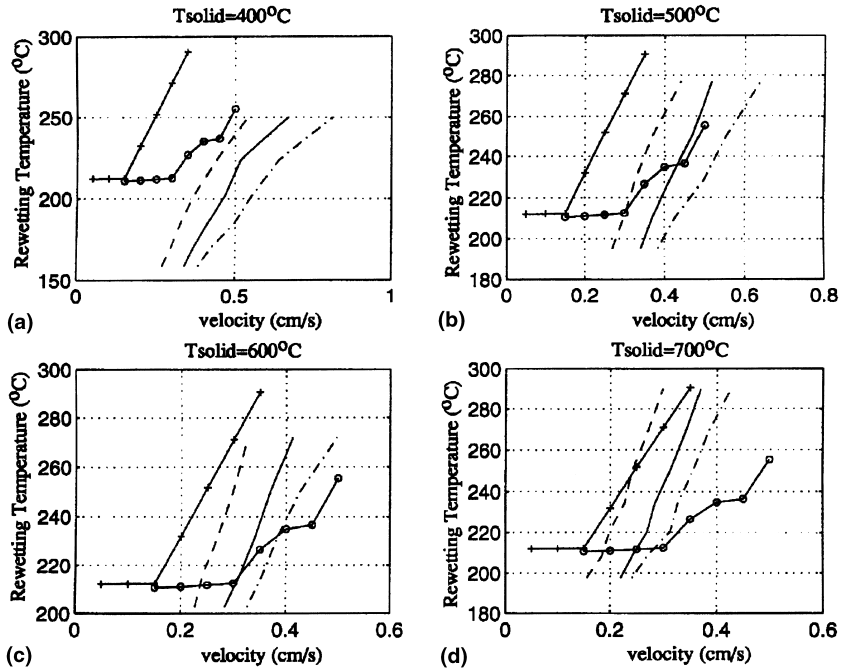 Tsolid=400°C
Rewetting Temperature (°C)
300
250
200
150
0
0.5
1
velocity (cm/s)
(a)
Tsolid=500°C
Rewetting Temperature (°C)
300
280
260
240
220
200
180
0
0.2
0.4
0.6
0.8
velocity (cm/s)
(b)
Tsolid=600°C
Rewetting Temperature (°C)
300
280
260
240
220
200
0
0.2
0.4
0.6
velocity (cm/s)
(c)
Tsolid=700°C
Rewetting Temperature (°C)
300
280
260
240
220
200
180
0
0.2
0.4
0.6
velocity (cm/s)
(d)